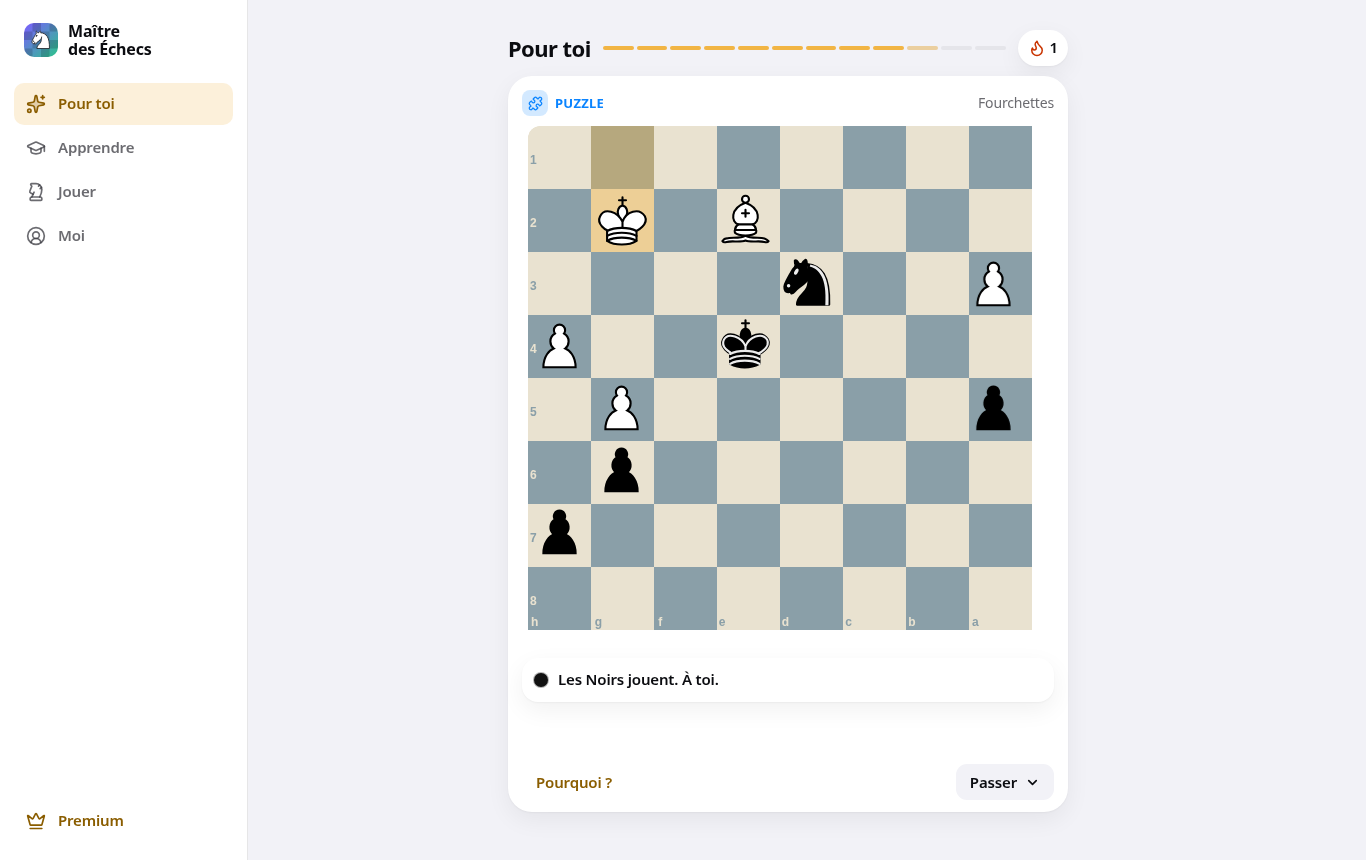 Maître
des Échecs
Pour toi
Apprendre
Jouer
Moi
Premium
Pour toi
1
PUZZLE
Fourchettes
1
2
3
4
5
6
7
8
h g f e d c b a
Les Noirs jouent. À toi.
Pourquoi ?
Passer